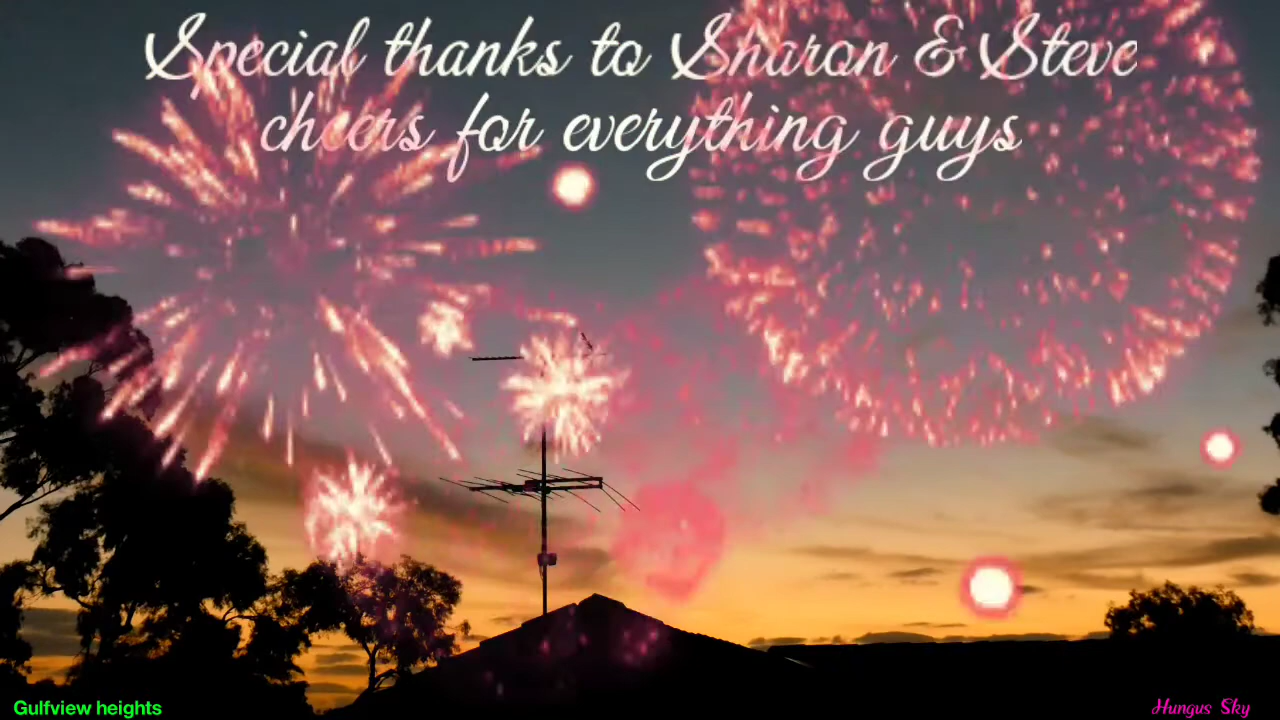 Special thanks to Sharon & Steve
cheers for everything guys
Gulfview heights
Hungus Sky